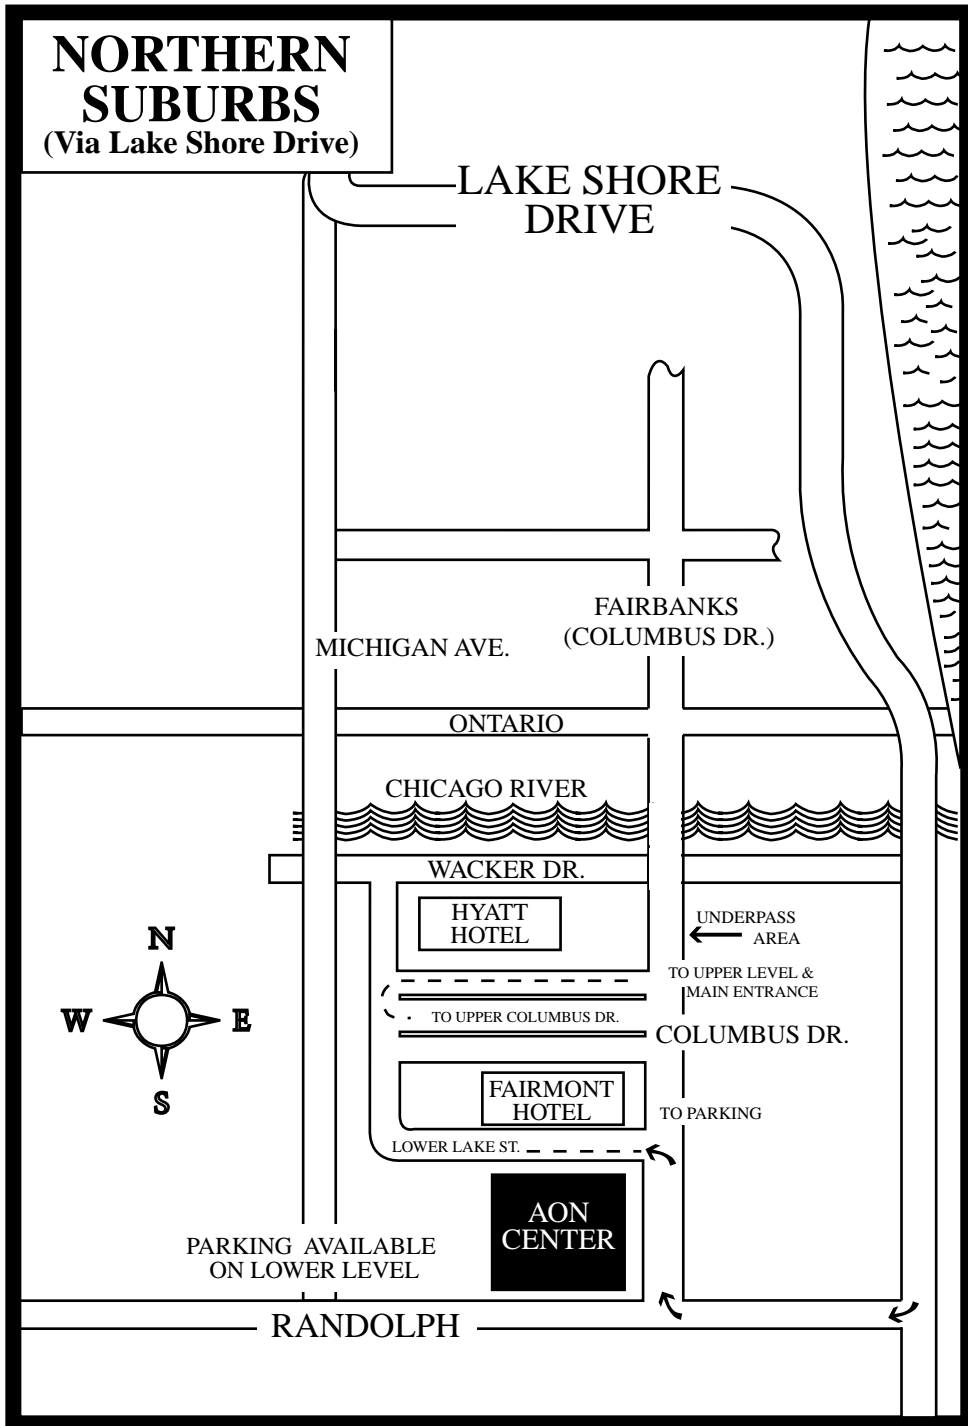 NORTHERN
SUBURBS
(Via Lake Shore Drive)
LAKE SHORE
DRIVE
FAIRBANKS
(COLUMBUS DR.)
MICHIGAN AVE.
ONTARIO
CHICAGO RIVER
WACKER DR.
HYATT
HOTEL
UNDERPASS
AREA
N
W
E
S
TO UPPER LEVEL &
MAIN ENTRANCE
TO UPPER COLUMBUS DR.
COLUMBUS DR.
FAIRMONT
HOTEL
TO PARKING
LOWER LAKE ST.
AON
CENTER
PARKING AVAILABLE
ON LOWER LEVEL
RANDOLPH